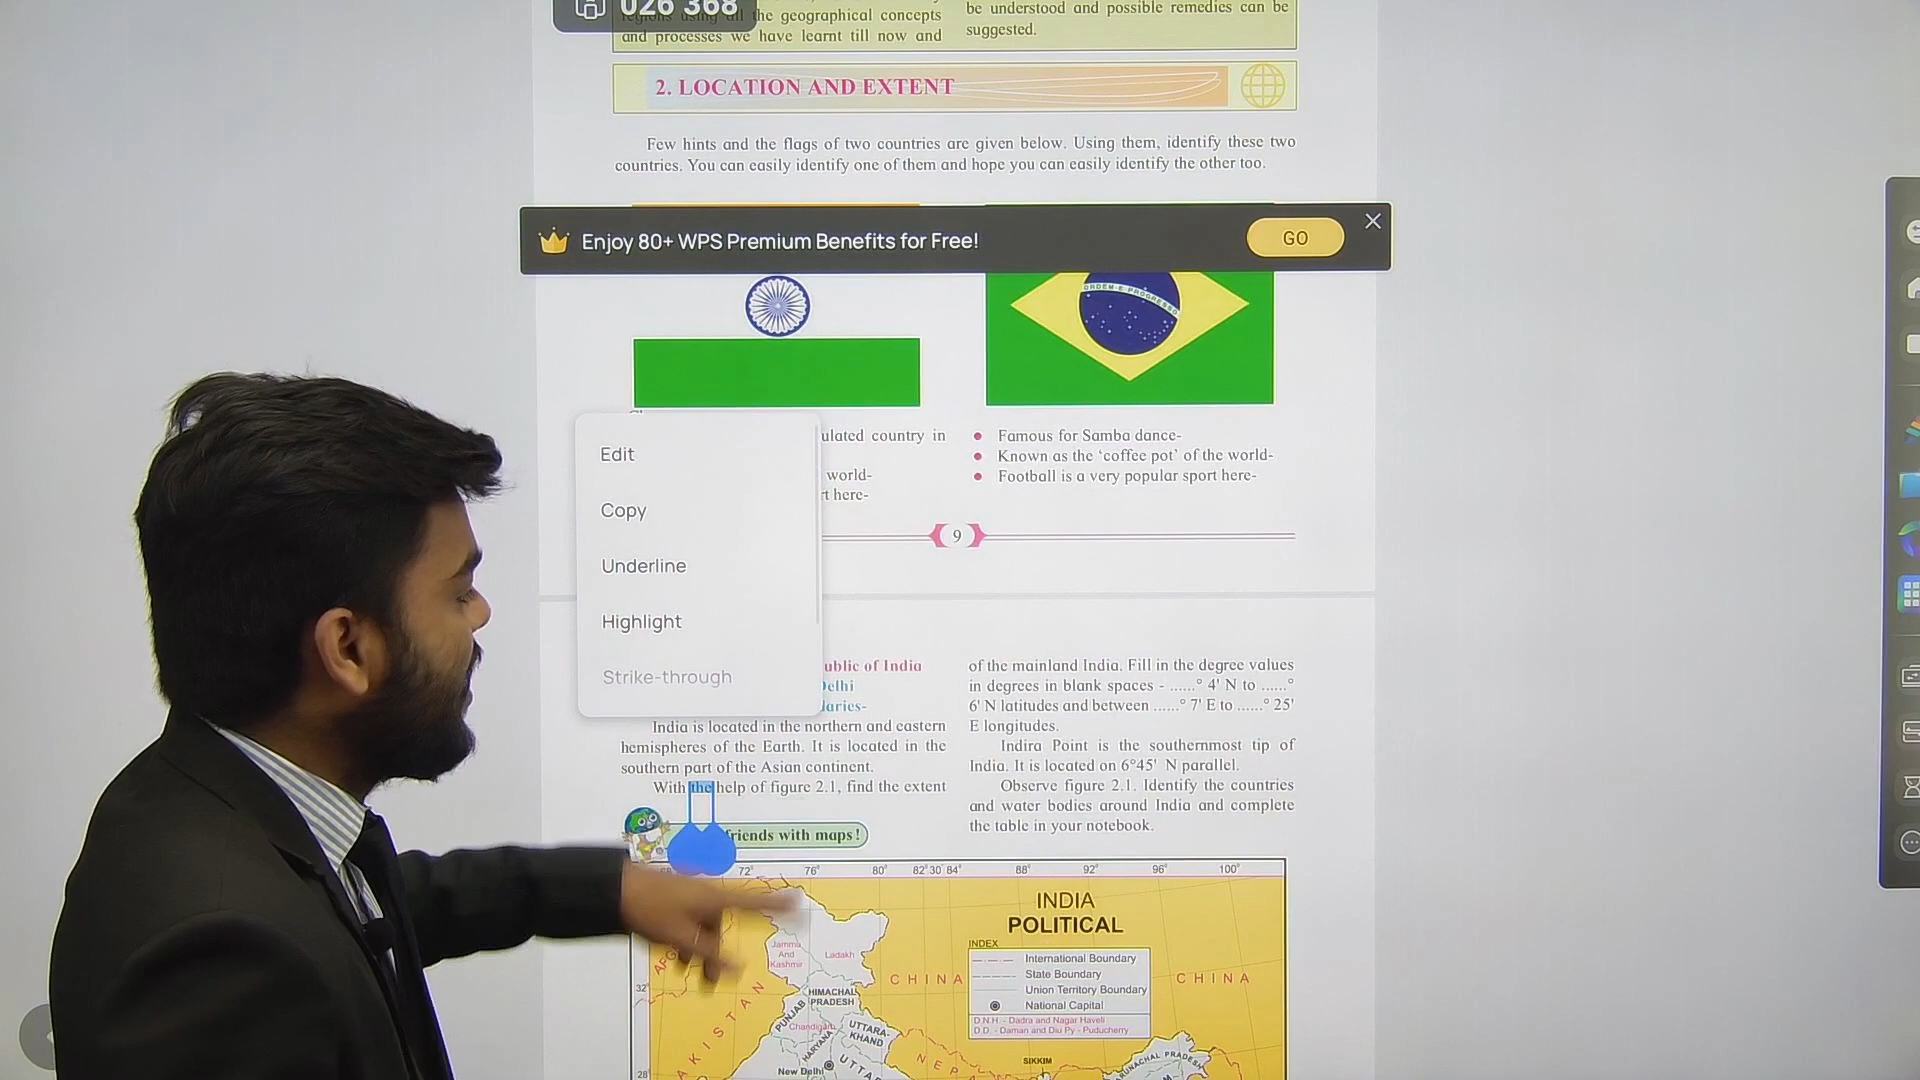 026 368
regions using all the geographical concepts
and processes we have learnt till now and
be understood and possible remedies can be
suggested.
2. LOCATION AND EXTENT
Few hints and the flags of two countries are given below. Using them, identify these two
countries. You can easily identify one of them and hope you can easily identify the other too.
Enjoy 80+ WPS Premium Benefits for Free!
GO
ORDEM E PROGRESSO
Edit
Copy
Underline
Highlight
Strike-through
ulated country in
world-
rt here-
Famous for Samba dance-
Known as the ‘coffee pot’ of the world-
Football is a very popular sport here-
9
ublic of India
Delhi
daries-
India is located in the northern and eastern
hemispheres of the Earth. It is located in the
southern part of the Asian continent.
With the help of figure 2.1, find the extent
of the mainland India. Fill in the degree values
in degrees in blank spaces - ......° 4' N to ......°
6' N latitudes and between ......° 7' E to ......° 25'
E longitudes.
Indira Point is the southernmost tip of
India. It is located on 6°45' N parallel.
Observe figure 2.1. Identify the countries
and water bodies around India and complete
the table in your notebook.
friends with maps!
72° 76° 80° 82°30' 84° 88° 92° 96° 100°
INDIA
POLITICAL
INDEX
International Boundary
State Boundary
Union Territory Boundary
National Capital
D.N.H. - Dadra and Nagar Haveli
D.D. - Daman and Diu Py - Puducherry
Jammu
And
Kashmir
Ladakh
CHINA
CHINA
32°
HIMACHAL
PRADESH
PUNJAB
Chandigarh
HARYANA
UTTARA-
KHAND
AKISTAN
NEPA
SIKKIM
ARUNACHAL PRADESH
New Delhi
UTTAR
28°